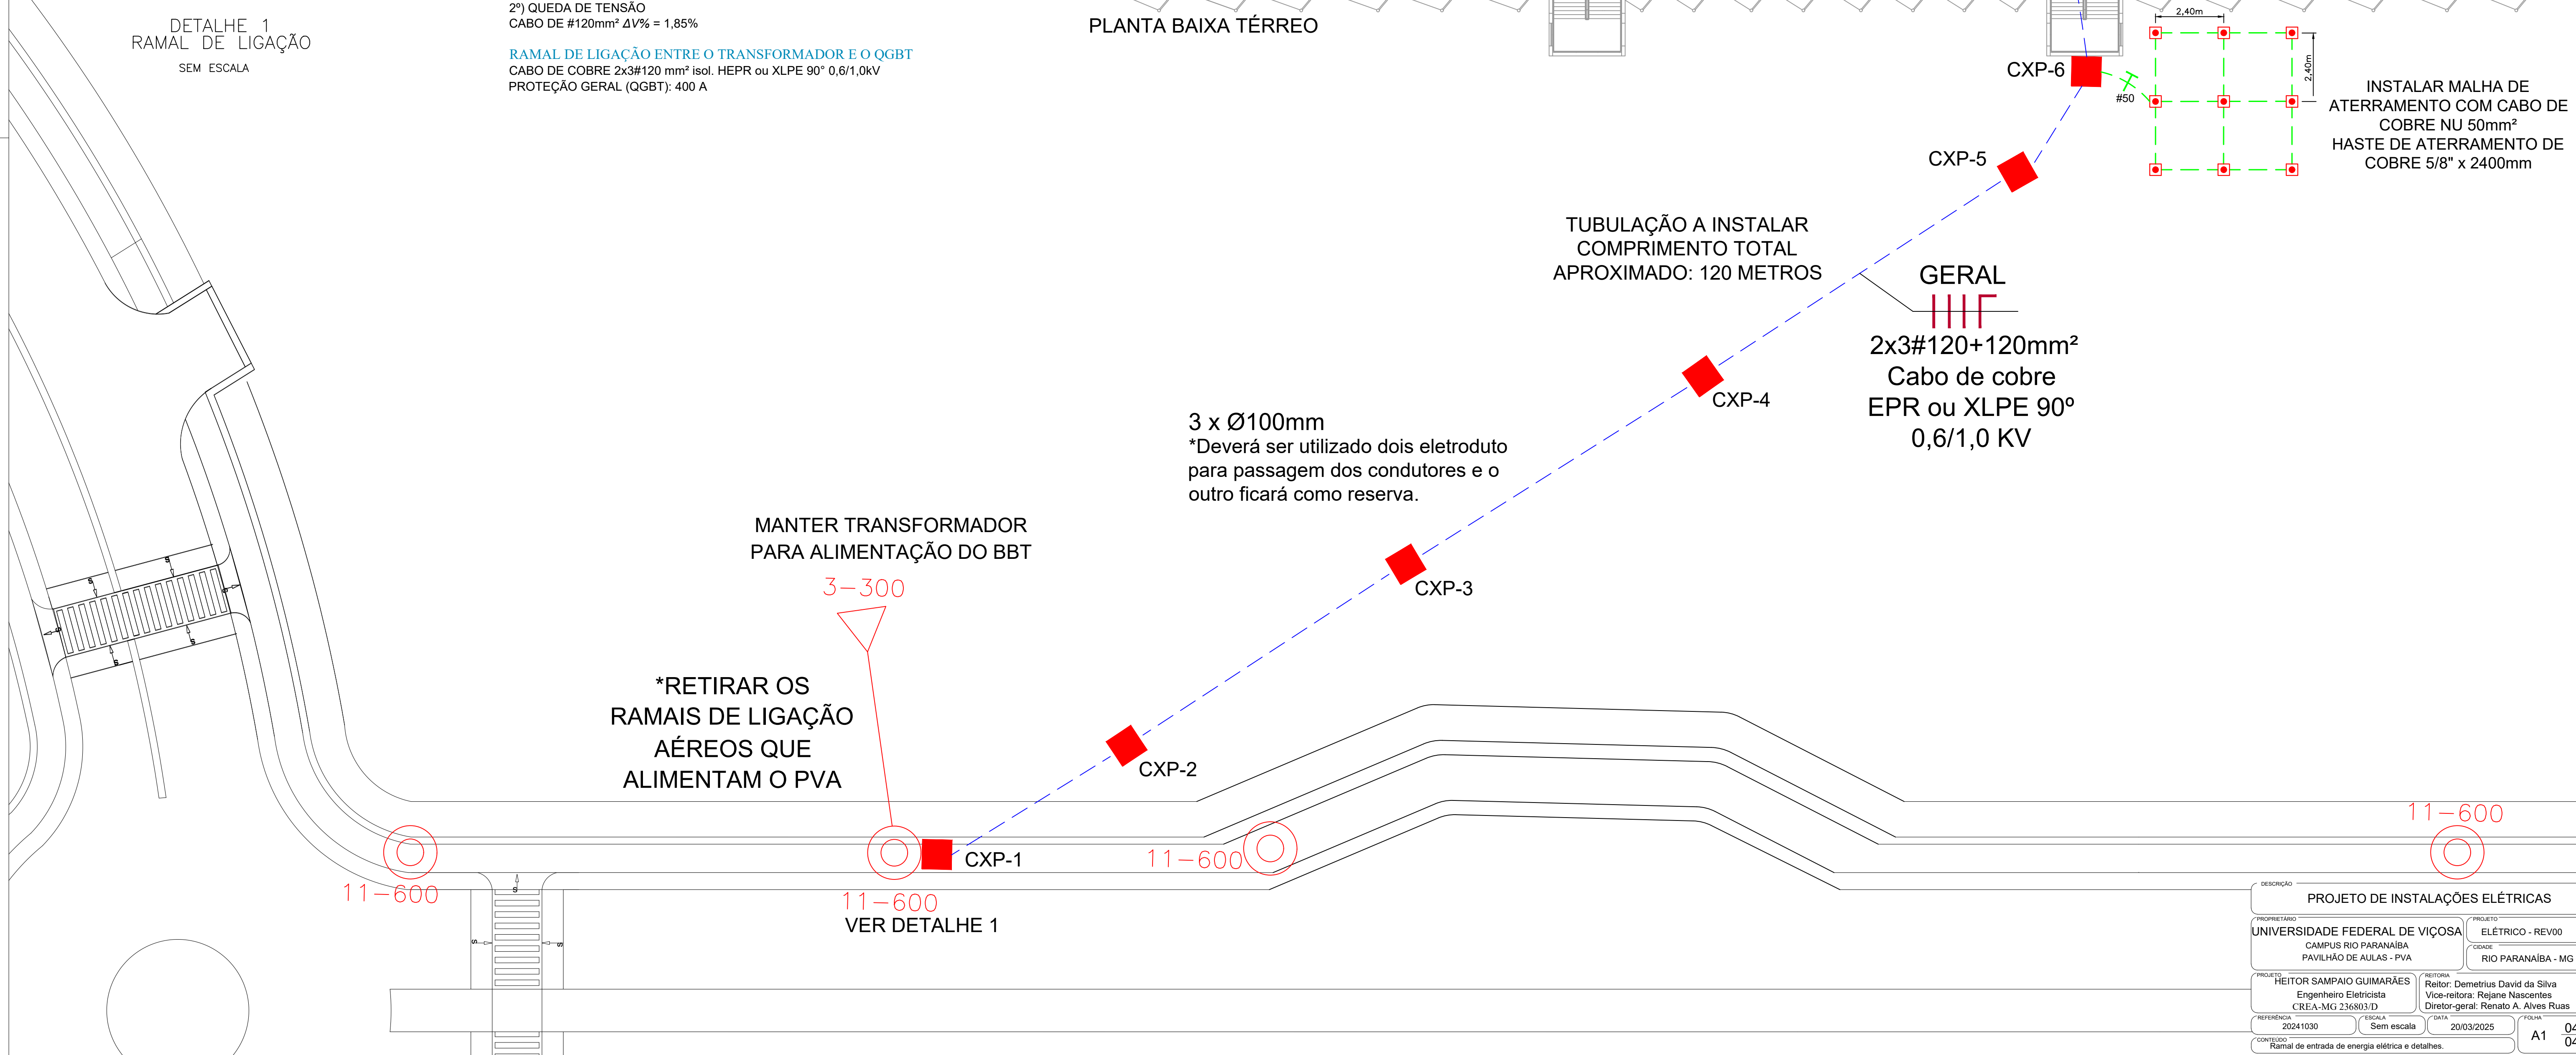 DETALHE 1
RAMAL DE LIGAÇÃO
SEM ESCALA
2º) QUEDA DE TENSÃO
CABO DE #120mm² ΔV% = 1,85%
RAMAL DE LIGAÇÃO ENTRE O TRANSFORMADOR E O QGBT
CABO DE COBRE 2x3#120 mm² isol. HEPR ou XLPE 90° 0,6/1,0kV
PROTEÇÃO GERAL (QGBT): 400 A
PLANTA BAIXA TÉRREO
2,40m
2,40m
CXP-6
#50
INSTALAR MALHA DE
ATERRAMENTO COM CABO DE
COBRE NU 50mm²
HASTE DE ATERRAMENTO DE
COBRE 5/8" x 2400mm
CXP-5
TUBULAÇÃO A INSTALAR
COMPRIMENTO TOTAL
APROXIMADO: 120 METROS
GERAL
2x3#120+120mm²
Cabo de cobre
EPR ou XLPE 90º
0,6/1,0 KV
CXP-4
3 x Ø100mm
*Deverá ser utilizado dois eletroduto
para passagem dos condutores e o
outro ficará como reserva.
CXP-3
MANTER TRANSFORMADOR
PARA ALIMENTAÇÃO DO BBT
3-300
*RETIRAR OS
RAMAIS DE LIGAÇÃO
AÉREOS QUE
ALIMENTAM O PVA
CXP-2
CXP-1
11-600
11-600
11-600
11-600
VER DETALHE 1
S
S
S
S
S
S
S
S
S
DESCRIÇÃO
PROJETO DE INSTALAÇÕES ELÉTRICAS
PROPRIETÁRIO
UNIVERSIDADE FEDERAL DE VIÇOSA
CAMPUS RIO PARANAÍBA
PAVILHÃO DE AULAS - PVA
PROJETO
ELÉTRICO - REV00
CIDADE
RIO PARANAÍBA - MG
PROJETO
HEITOR SAMPAIO GUIMARÃES
Engenheiro Eletricista
CREA-MG 236803/D
REITORIA
Reitor: Demetrius David da Silva
Vice-reitora: Rejane Nascentes
Diretor-geral: Renato A. Alves Ruas
REFERÊNCIA
20241030
ESCALA
Sem escala
DATA
20/03/2025
FOLHA
A1
04
04
CONTEÚDO
Ramal de entrada de energia elétrica e detalhes.